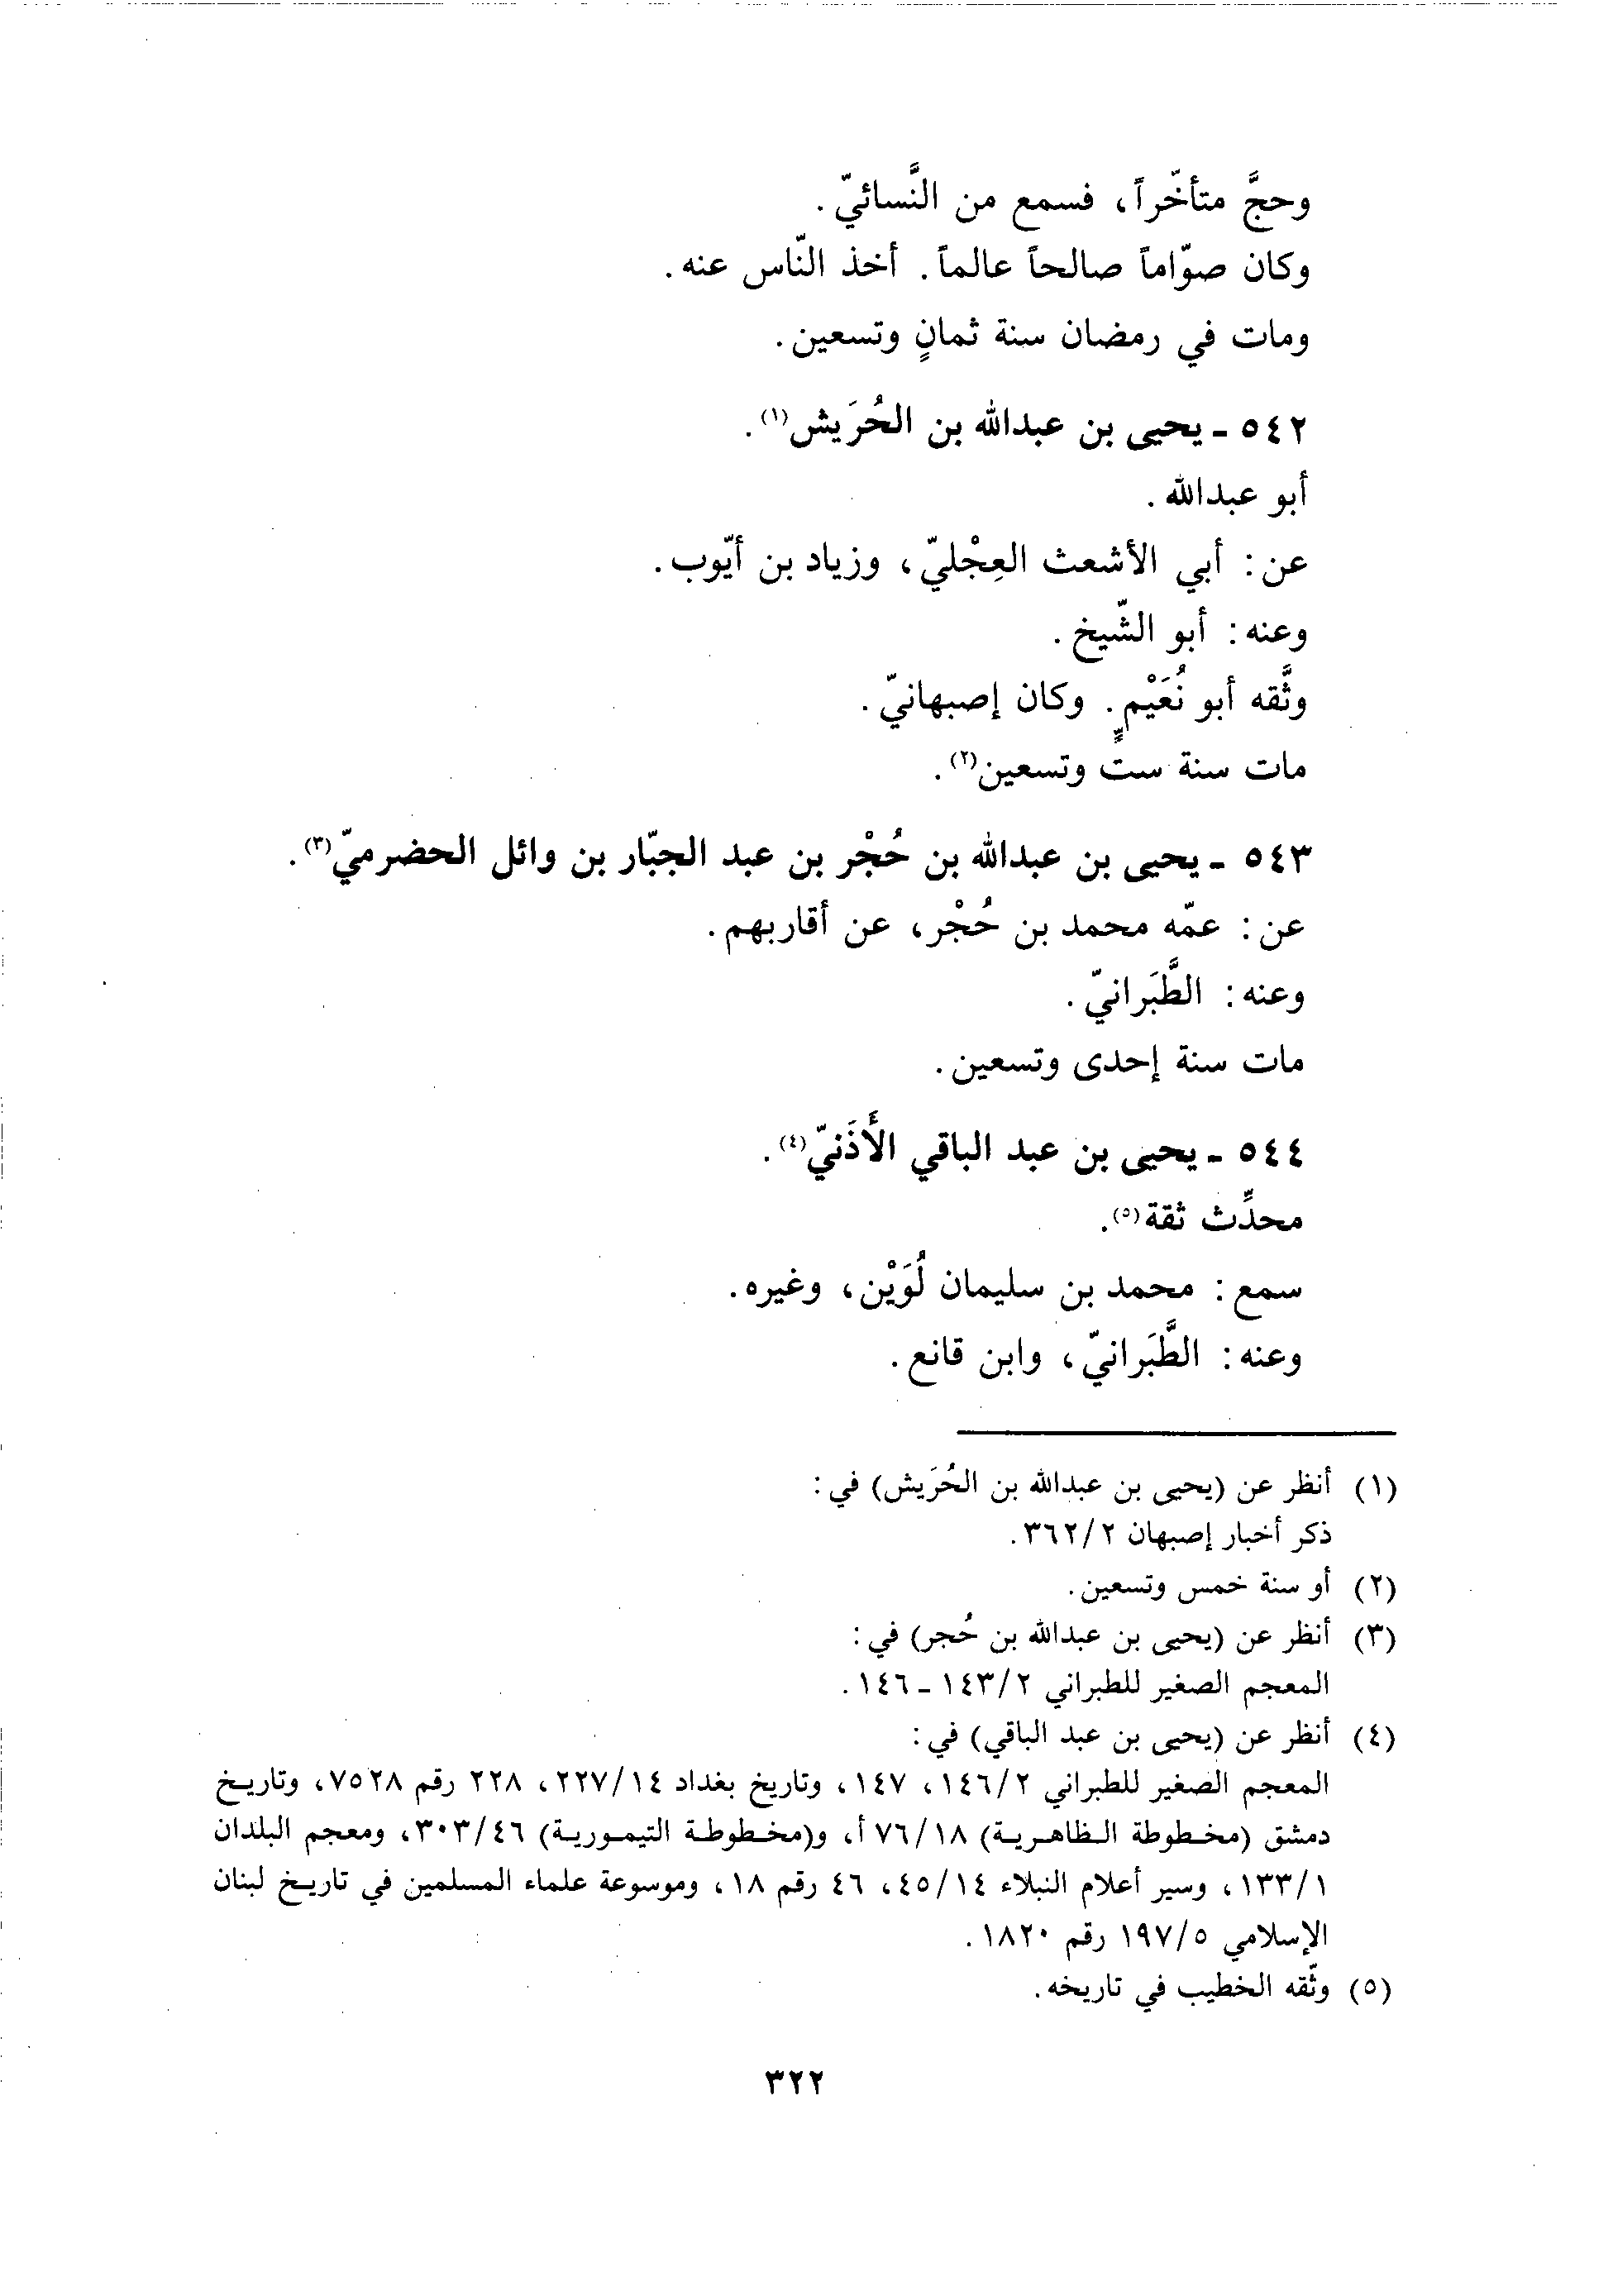 وحجَّ متأخّراً، فسمع من النَّسائيّ.
وكان صوّاماً صالحاً عالماً. أخذ النّاس عنه.
ومات في رمضان سنة ثمانٍ وتسعين.
٥٤٢ - يحيى بن عبدالله بن الحُرَيش(١).
أبو عبدالله.
عن: أبي الأشعث العِجْليّ، وزياد بن أيّوب.
وعنه: أبو الشّيخ.
وثَّقه أبو نُعَيْم. وكان إصبهانيّ.
مات سنة ستٍّ وتسعين(٢).
٥٤٣ - يحيى بن عبدالله بن حُجْر بن عبد الجبّار بن وائل الحضرميّ(٣).
عن: عمّه محمد بن حُجْر، عن أقاربهم.
وعنه: الطَّبَرانيّ.
مات سنة إحدى وتسعين.
٥٤٤ - يحيى بن عبد الباقي الأَذَنيّ(٤).
محدِّث ثقة(٥).
سمع: محمد بن سليمان لُوَيْن، وغيره.
وعنه: الطَّبَرانيّ، وابن قانع.
(١) أنظر عن (يحيى بن عبدالله بن الحُرَيش) في:
ذكر أخبار إصبهان ٣٦٢/٢.
(٢) أو سنة خمس وتسعين.
(٣) أنظر عن (يحيى بن عبدالله بن حُجر) في:
المعجم الصغير للطبراني ١٤٣/٢ - ١٤٦.
(٤) أنظر عن (يحيى بن عبد الباقي) في:
المعجم الصغير للطبراني ١٤٦/٢، ١٤٧، وتاريخ بغداد ٢٢٧/١٤، ٢٢٨ رقم ٧٥٢٨، وتاريخ
دمشق (مخطوطة الظاهرية) ٧٦/١٨ أ، و(مخطوطة التيمورية) ٣٠٣/٤٦، ومعجم البلدان
١٣٣/١، وسير أعلام النبلاء ٤٥/١٤، ٤٦ رقم ١٨، وموسوعة علماء المسلمين في تاريخ لبنان
الإسلامي ١٩٧/٥ رقم ١٨٢٠.
(٥) وثّقه الخطيب في تاريخه.
٣٢٢